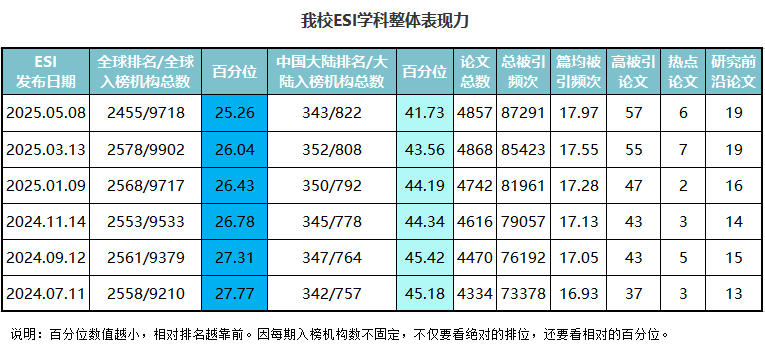 我校ESI学科整体表现力
ESI 发布日期 全球排名/全球入榜机构总数 百分位 中国大陆排名/大陆入榜机构总数 百分位 论文总数 总被引频次 篇均被引频次 高被引论文 热点论文 研究前沿论文
2025.05.08 2455/9718 25.26 343/822 41.73 4857 87291 17.97 57 6 19
2025.03.13 2578/9902 26.04 352/808 43.56 4868 85423 17.55 55 7 19
2025.01.09 2568/9717 26.43 350/792 44.19 4742 81961 17.28 47 2 16
2024.11.14 2553/9533 26.78 345/778 44.34 4616 79057 17.13 43 3 14
2024.09.12 2561/9379 27.31 347/764 45.42 4470 76192 17.05 43 5 15
2024.07.11 2558/9210 27.77 342/757 45.18 4334 73378 16.93 37 3 13
说明：百分位数值越小，相对排名越靠前。因每期入榜机构数不固定，不仅要看绝对的排位，还要看相对的百分位。